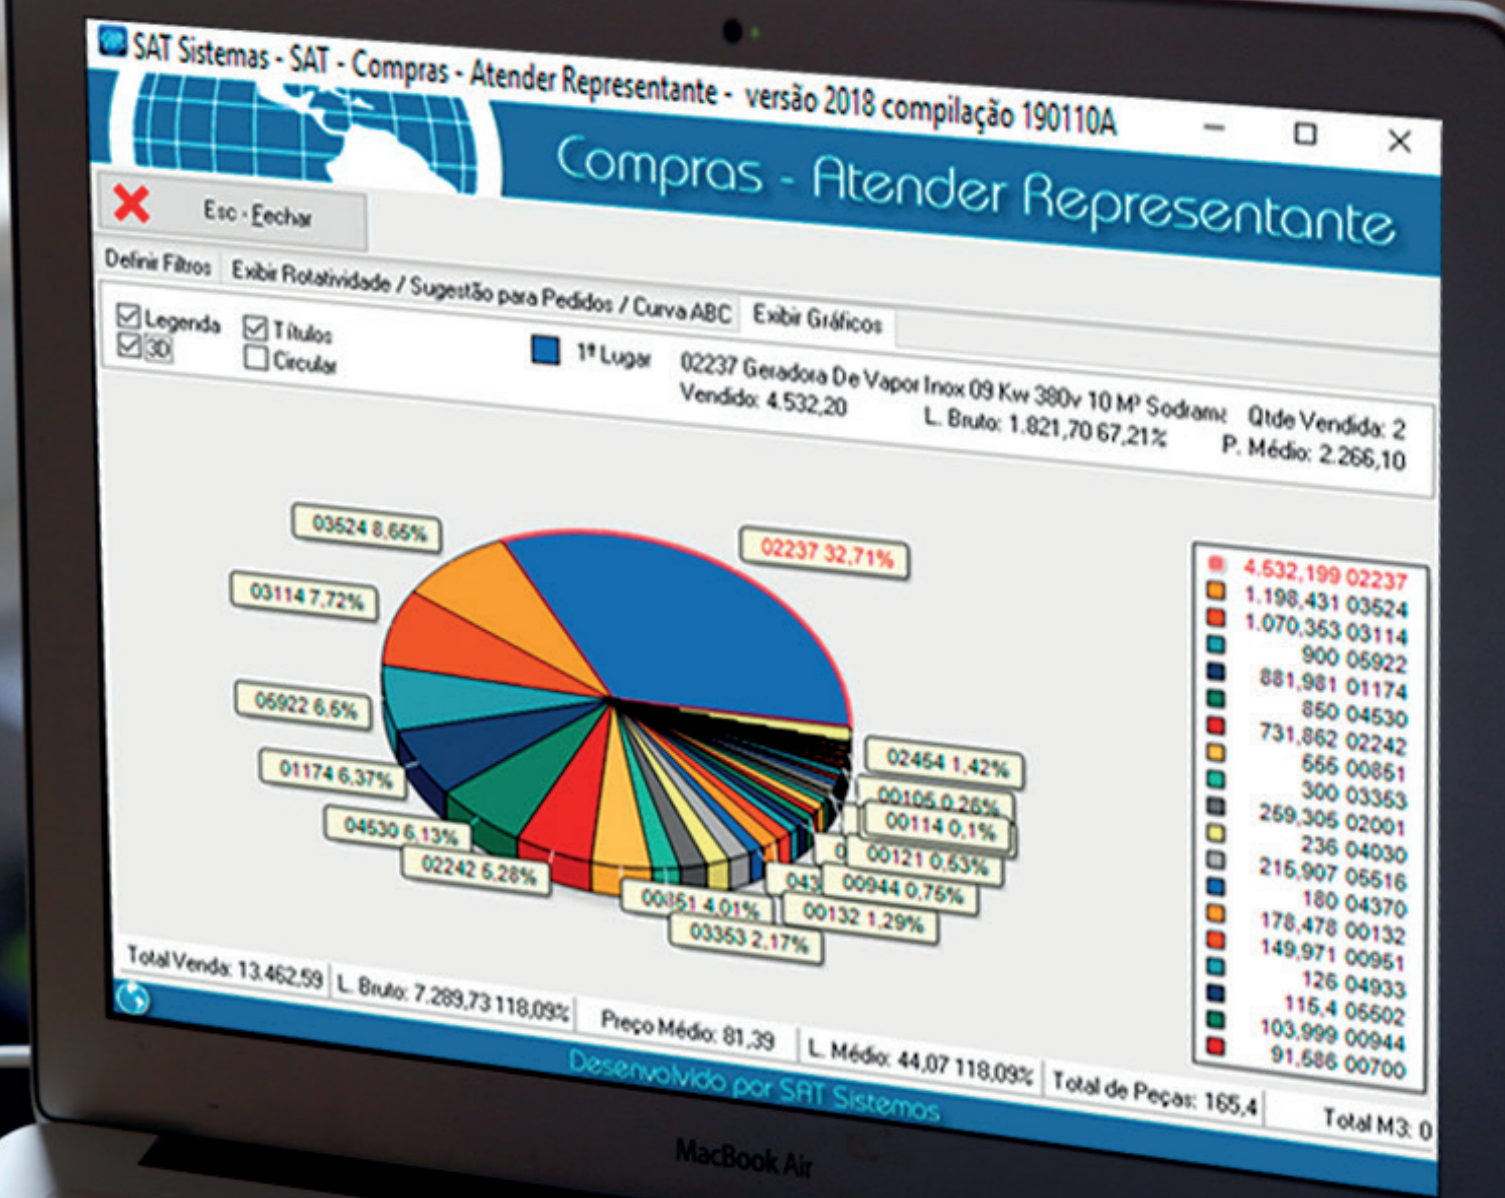 SAT Sistemas - SAT - Compras - Atender Representante - versão 2018 compilação 190110A
Compras - Atender Representante
Esc - Fechar
Definir Filtros
Exibir Rotatividade / Sugestão para Pedidos / Curva ABC
Exibir Gráficos
Legenda
Títulos
3D
Circular
1º Lugar
02237 Geradora De Vapor Inox 09 Kw 380v 10 M³ Sodrama
Qtde Vendida: 2
Vendido: 4.532,20
L. Bruto: 1.821,70 67,21%
P. Médio: 2.266,10
03524 8,65%
02237 32,71%
03114 7,72%
05922 6,5%
01174 6,37%
04530 6,13%
02242 5,28%
00851 4,01%
03353 2,17%
02454 1,42%
00105 0,26%
00114 0,1%
00121 0,53%
00944 0,75%
00132 1,29%
4.532,199 02237
1.198,431 03524
1.070,353 03114
900 05922
881,981 01174
850 04530
731,862 02242
555 00851
300 03353
259,305 02001
236 04030
215,907 05516
180 04370
178,478 00132
149,971 00951
126 04933
115,4 05502
103,999 00944
91,586 00700
Total Venda: 13.462,59
L. Bruto: 7.289,73 118,09%
Preço Médio: 81,39
L. Médio: 44,07 118,09%
Total de Peças: 165,4
Total M3: 0
Desenvolvido por SAT Sistemas
MacBook Air